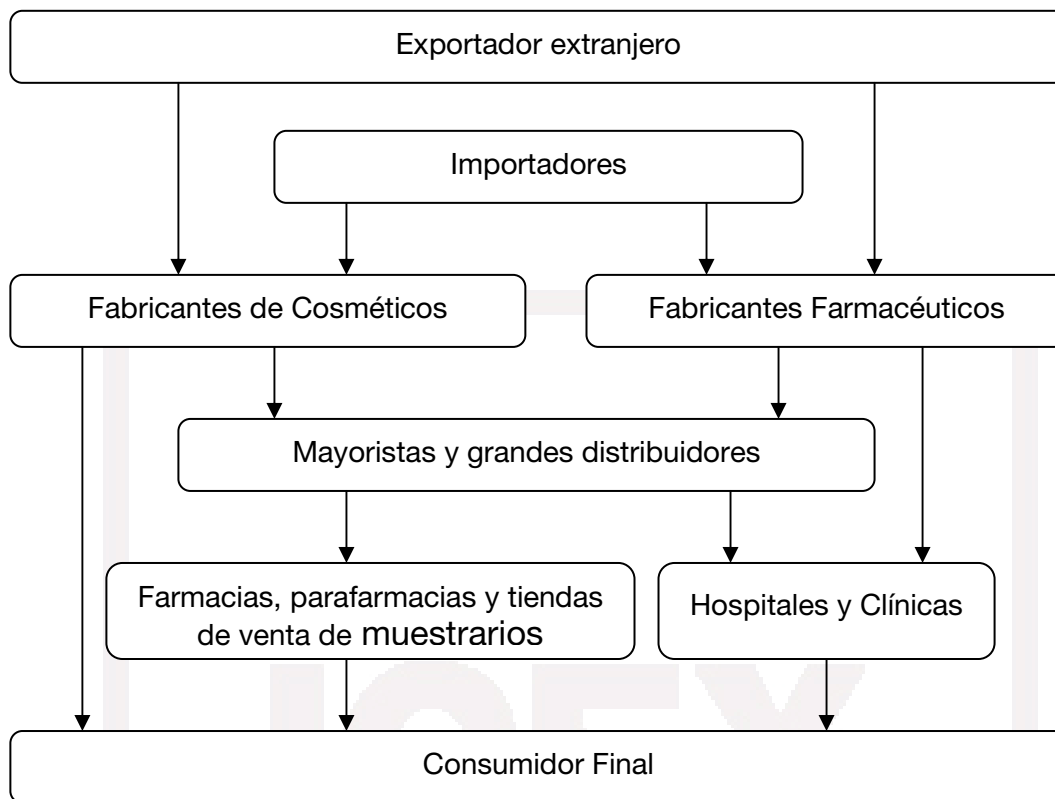 Exportador extranjero
Importadores
Fabricantes de Cosméticos
Fabricantes Farmacéuticos
Mayoristas y grandes distribuidores
Farmacias, parafarmacias y tiendas
de venta de muestrarios
Hospitales y Clínicas
Consumidor Final